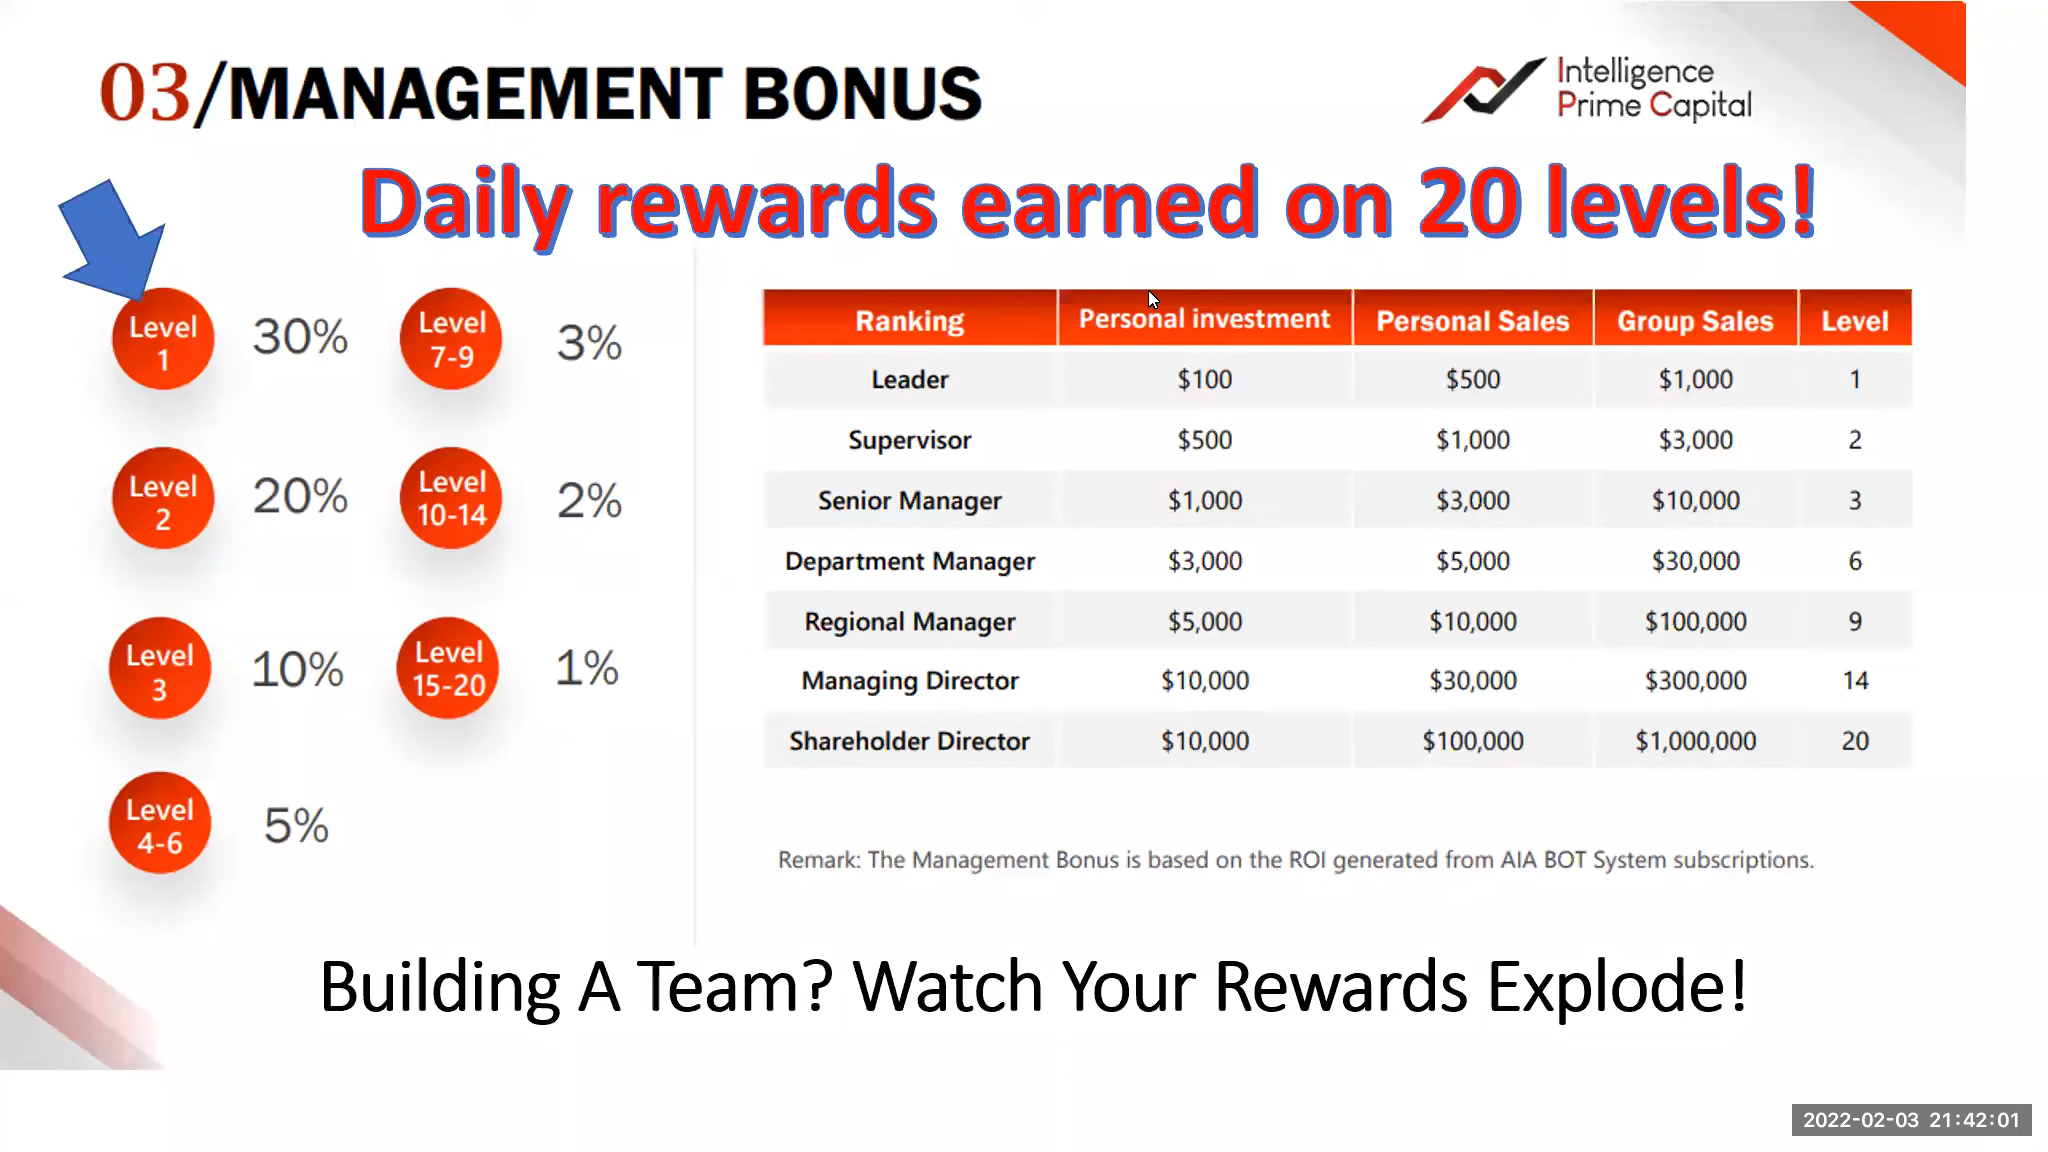 03/MANAGEMENT BONUS
Intelligence
Prime Capital
Daily rewards earned on 20 levels!
Level
1
30%
Level
7-9
3%
Level
2
20%
Level
10-14
2%
Level
3
10%
Level
15-20
1%
Level
4-6
5%
Ranking Personal investment Personal Sales Group Sales Level
Leader $100 $500 $1,000 1
Supervisor $500 $1,000 $3,000 2
Senior Manager $1,000 $3,000 $10,000 3
Department Manager $3,000 $5,000 $30,000 6
Regional Manager $5,000 $10,000 $100,000 9
Managing Director $10,000 $30,000 $300,000 14
Shareholder Director $10,000 $100,000 $1,000,000 20
Remark: The Management Bonus is based on the ROI generated from AIA BOT System subscriptions.
Building A Team? Watch Your Rewards Explode!
2022-02-03 21:42:01